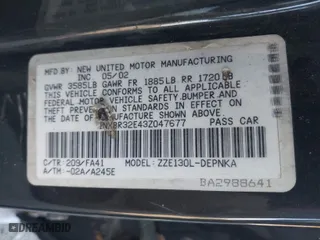 MFD BY: NEW UNITED MOTOR MANUFACTURING
INC 05/02
GVWR 3585LB GAWR FR 1885LB RR 1720LB
THIS VEHICLE CONFORMS TO ALL APPLICABLE
FEDERAL MOTOR VEHICLE SAFETY, BUMPER, AND
THEFT PREVENTION STANDARDS IN EFFECT ON
THE DATE OF MANUFACTURE SHOWN ABOVE.
BR32E43Z047677 PASS CAR
C/TR: 209/FA41 ZZE130L-DEPNKA
A/TM: -02A/A245E
BA2988641